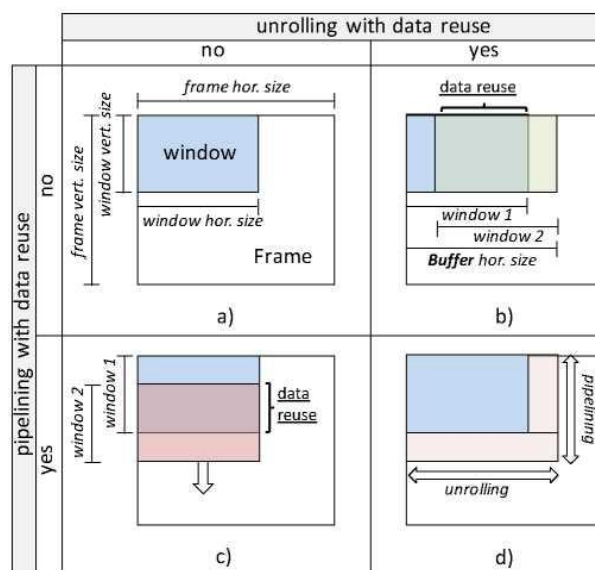 unrolling with data reuse
no
yes
pipelining with data reuse
no
yes
frame hor. size
frame vert. size
window vert. size
window
window hor. size
Frame
a)
data reuse
window 1
window 2
Buffer hor. size
b)
window 1
window 2
data
reuse
c)
pipelining
unrolling
d)